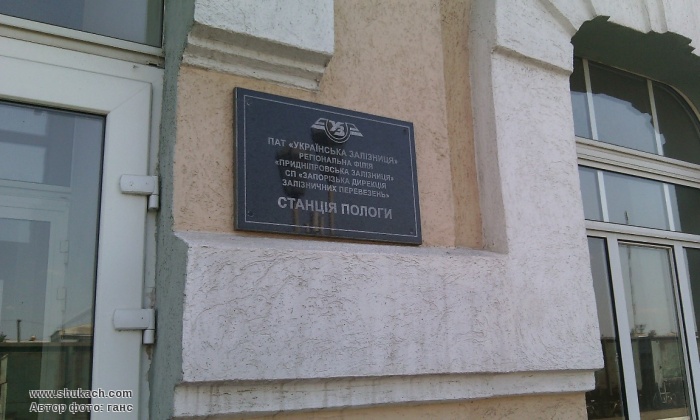 УЗ
ПАТ «УКРАЇНСЬКА ЗАЛІЗНИЦЯ»
РЕГІОНАЛЬНА ФІЛІЯ
«ПРИДНІПРОВСЬКА ЗАЛІЗНИЦЯ»
СП «ЗАПОРІЗЬКА ДИРЕКЦІЯ
ЗАЛІЗНИЧНИХ ПЕРЕВЕЗЕНЬ»
СТАНЦІЯ ПОЛОГИ
www.shukach.com
Автор фото: ганс